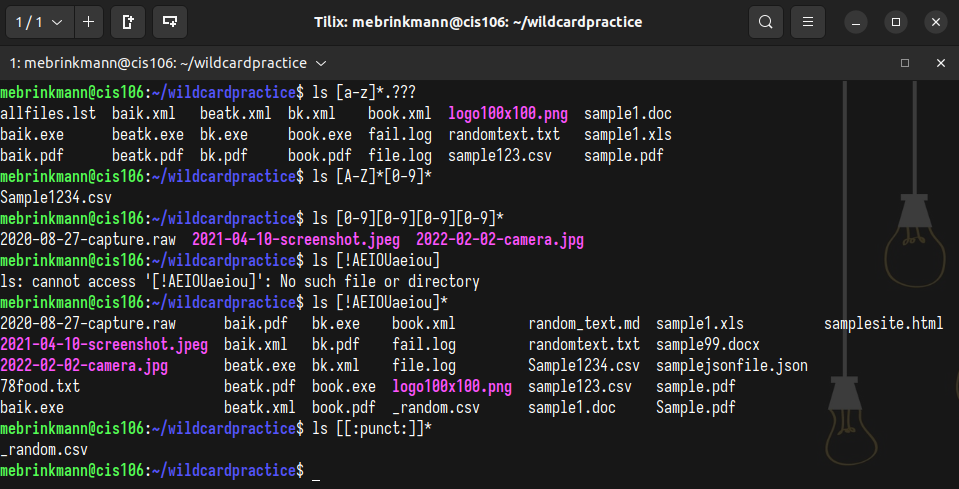 1 / 1 Tilix: mebrinkmann@cis106: ~/wildcardpractice
1: mebrinkmann@cis106: ~/wildcardpractice
mebrinkmann@cis106:~/wildcardpractice$ ls [a-z]*.???
allfiles.lst baik.xml beatk.xml bk.xml book.xml logo100x100.png sample1.doc
baik.exe beatk.exe bk.exe book.exe fail.log randomtext.txt sample1.xls
baik.pdf beatk.pdf bk.pdf book.pdf file.log sample123.csv sample.pdf
mebrinkmann@cis106:~/wildcardpractice$ ls [A-Z]*[0-9]*
Sample1234.csv
mebrinkmann@cis106:~/wildcardpractice$ ls [0-9][0-9][0-9][0-9]*
2020-08-27-capture.raw 2021-04-10-screenshot.jpeg 2022-02-02-camera.jpg
mebrinkmann@cis106:~/wildcardpractice$ ls [!AEIOUaeiou]
ls: cannot access '[!AEIOUaeiou]': No such file or directory
mebrinkmann@cis106:~/wildcardpractice$ ls [!AEIOUaeiou]*
2020-08-27-capture.raw baik.pdf bk.exe book.xml random_text.md sample1.xls samplesite.html
2021-04-10-screenshot.jpeg baik.xml bk.pdf fail.log randomtext.txt sample99.docx
2022-02-02-camera.jpg beatk.exe bk.xml file.log Sample1234.csv samplejsonfile.json
78food.txt beatk.pdf book.exe logo100x100.png sample123.csv sample.pdf
baik.exe beatk.xml book.pdf _random.csv sample1.doc Sample.pdf
mebrinkmann@cis106:~/wildcardpractice$ ls [[:punct:]]*
_random.csv
mebrinkmann@cis106:~/wildcardpractice$ _